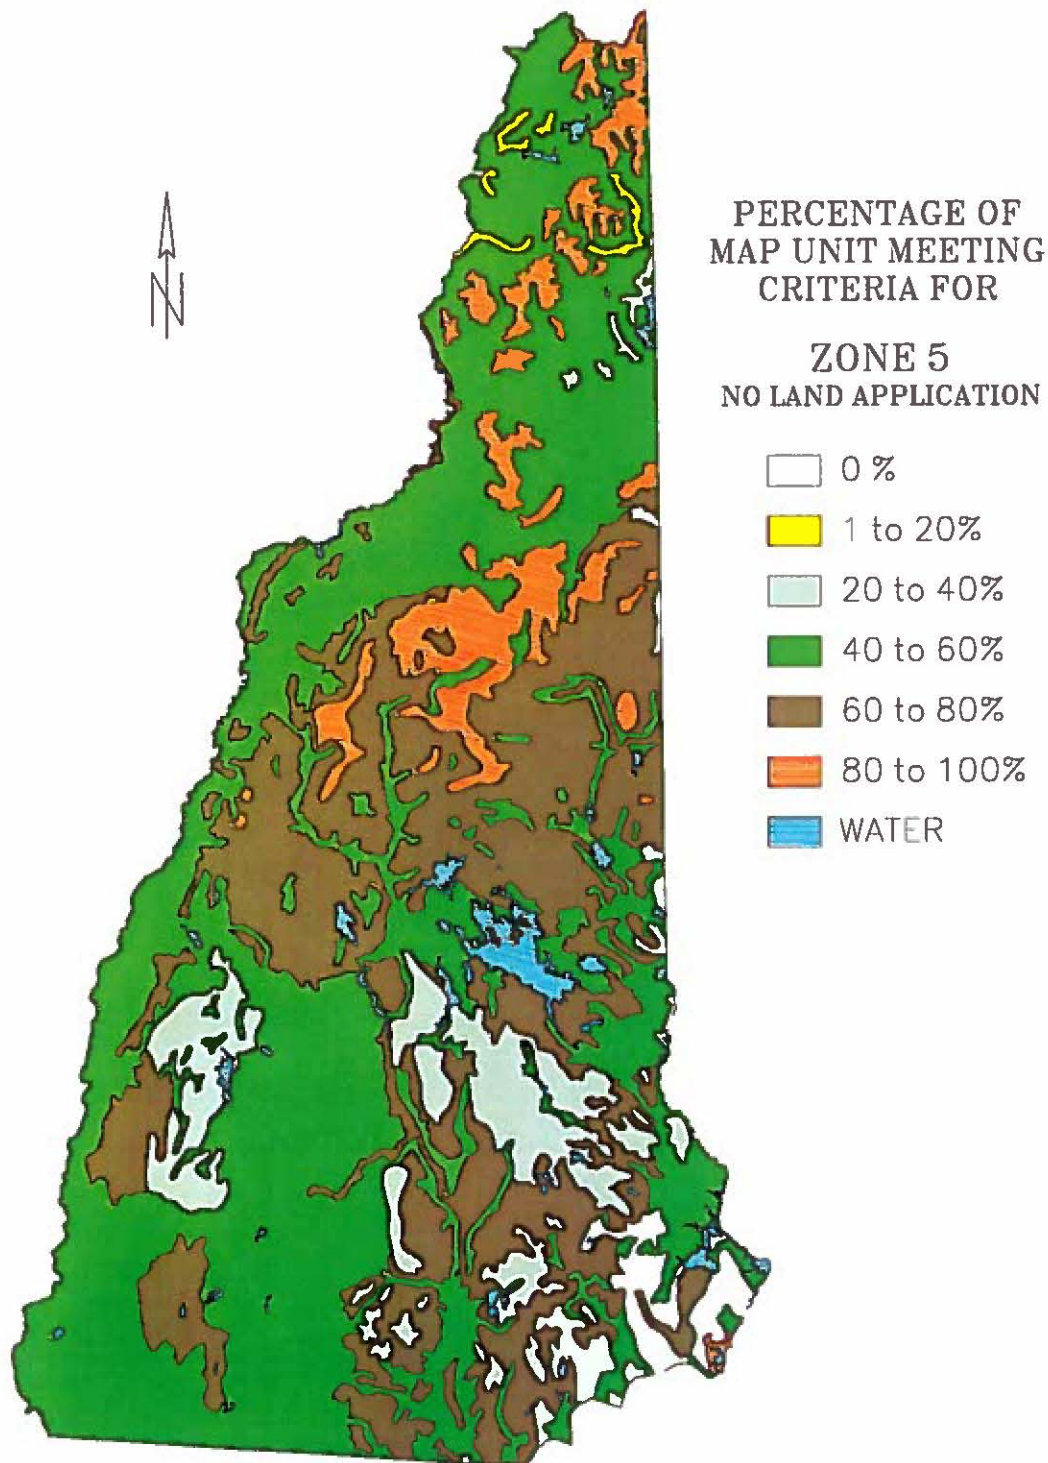 N
PERCENTAGE OF
MAP UNIT MEETING
CRITERIA FOR
ZONE 5
NO LAND APPLICATION
0 %
1 to 20%
20 to 40%
40 to 60%
60 to 80%
80 to 100%
WATER